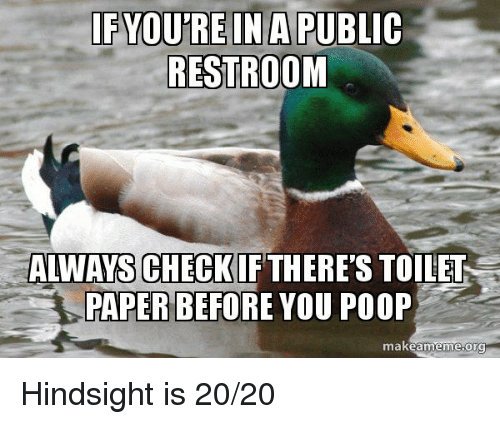 IF YOU'RE IN A PUBLIC
RESTROOM
ALWAYS CHECK IF THERE'S TOILET
PAPER BEFORE YOU POOP
makeameme.org
Hindsight is 20/20